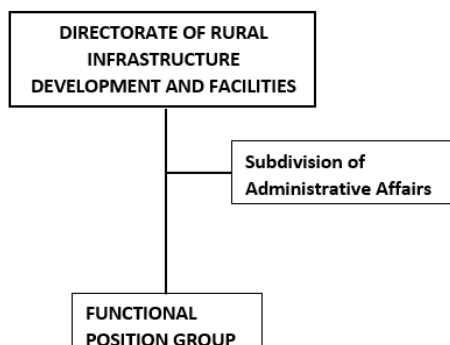 DIRECTORATE OF RURAL
INFRASTRUCTURE
DEVELOPMENT AND FACILITIES
Subdivision of
Administrative Affairs
FUNCTIONAL
POSITION GROUP